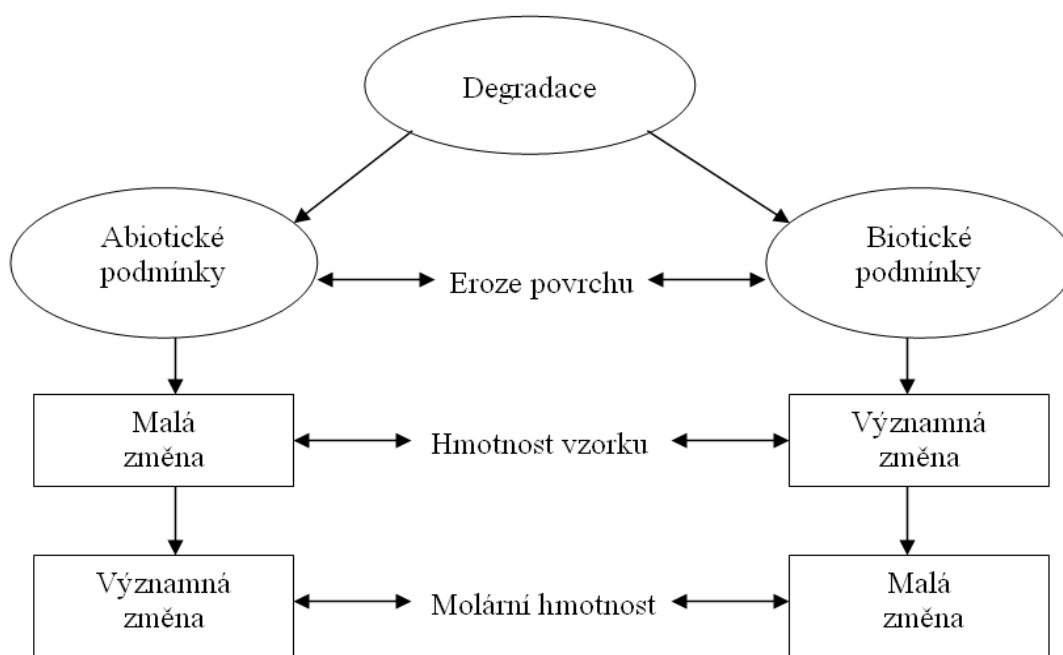 Degradace
Abiotické
podmínky
Eroze povrchu
Biotické
podmínky
Malá
změna
Hmotnost vzorku
Významná
změna
Významná
změna
Molární hmotnost
Malá
změna